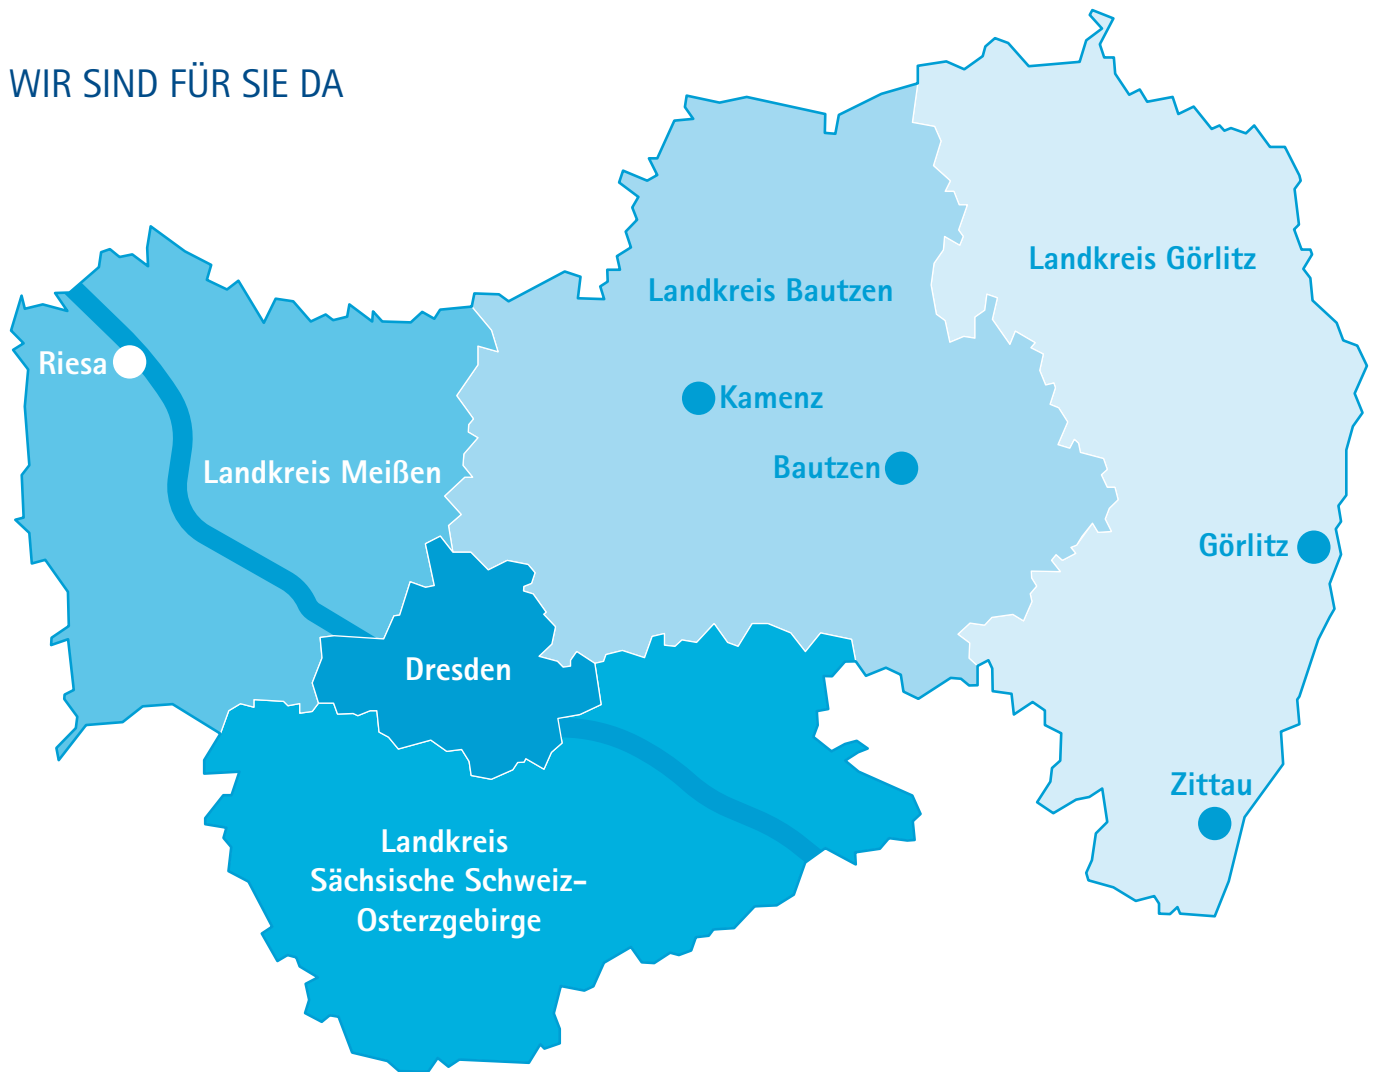 WIR SIND FÜR SIE DA
Landkreis Görlitz
Landkreis Bautzen
Riesa
Kamenz
Landkreis Meißen
Bautzen
Görlitz
Dresden
Zittau
Landkreis
Sächsische Schweiz-
Osterzgebirge